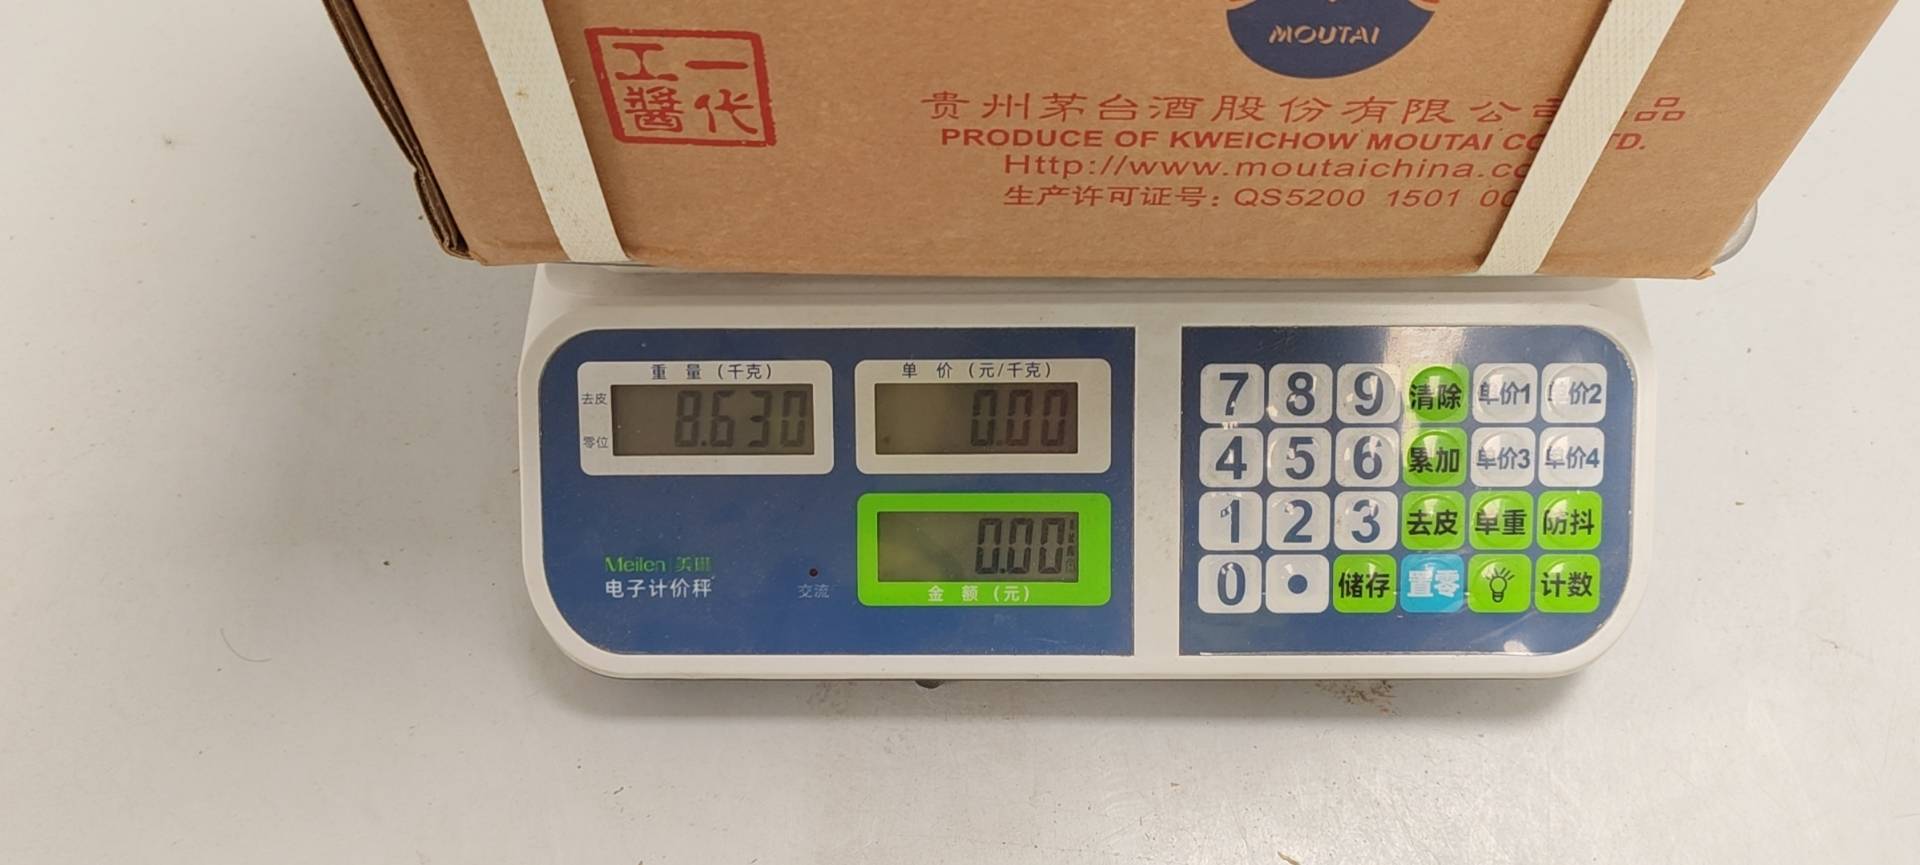 MOUTAI
一代
工醬
贵州茅台酒股份有限公司 品
PRODUCE OF KWEICHOW MOUTAI TD.
Http://www.moutaichina.co
生产许可证号：QS5200 1501
重量（千克）
去皮
零位
8.630
单价（元/千克）
0.00
0.00
金额（元）
Meilen 美
电子计价秤
交流
7 8 9 清除 单价1 单价2
4 5 6 累加 单价3 单价4
1 2 3 去皮 单重 防抖
0 • 储存 置零 计数